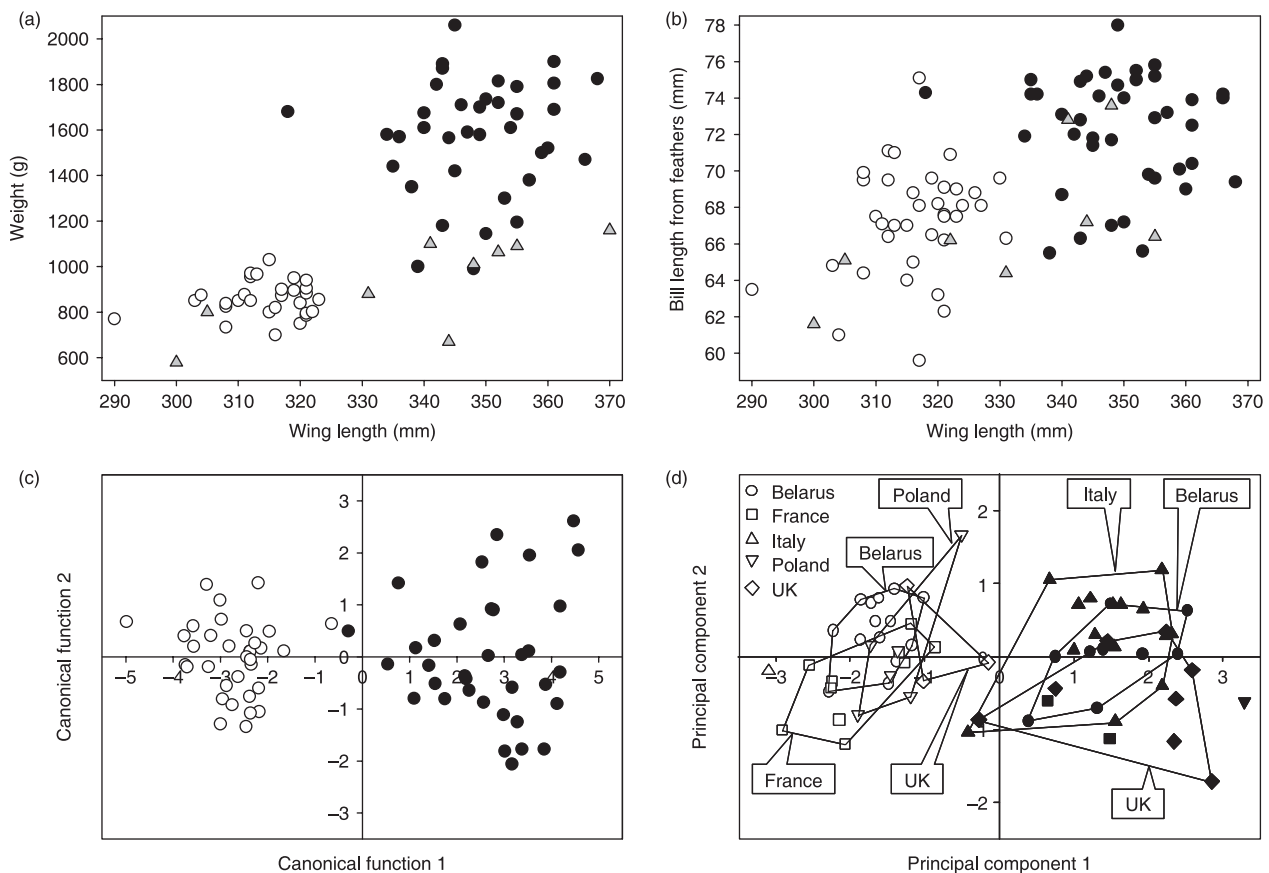 (a)
2000
1800
1600
1400
1200
1000
800
600
Weight (g)
290 300 310 320 330 340 350 360 370
Wing length (mm)
(b)
78
76
74
72
70
68
66
64
62
60
Bill length from feathers (mm)
290 300 310 320 330 340 350 360 370
Wing length (mm)
(c)
3
2
1
0
−1
−2
−3
−5 −4 −3 −2 −1 0 1 2 3 4 5
Canonical function 2
Canonical function 1
(d)
Belarus
France
Italy
Poland
UK
Poland
Belarus
Italy
Belarus
France
UK
UK
2
1
−1
−2
−3 −2 −1 0 1 2 3
Principal component 2
Principal component 1